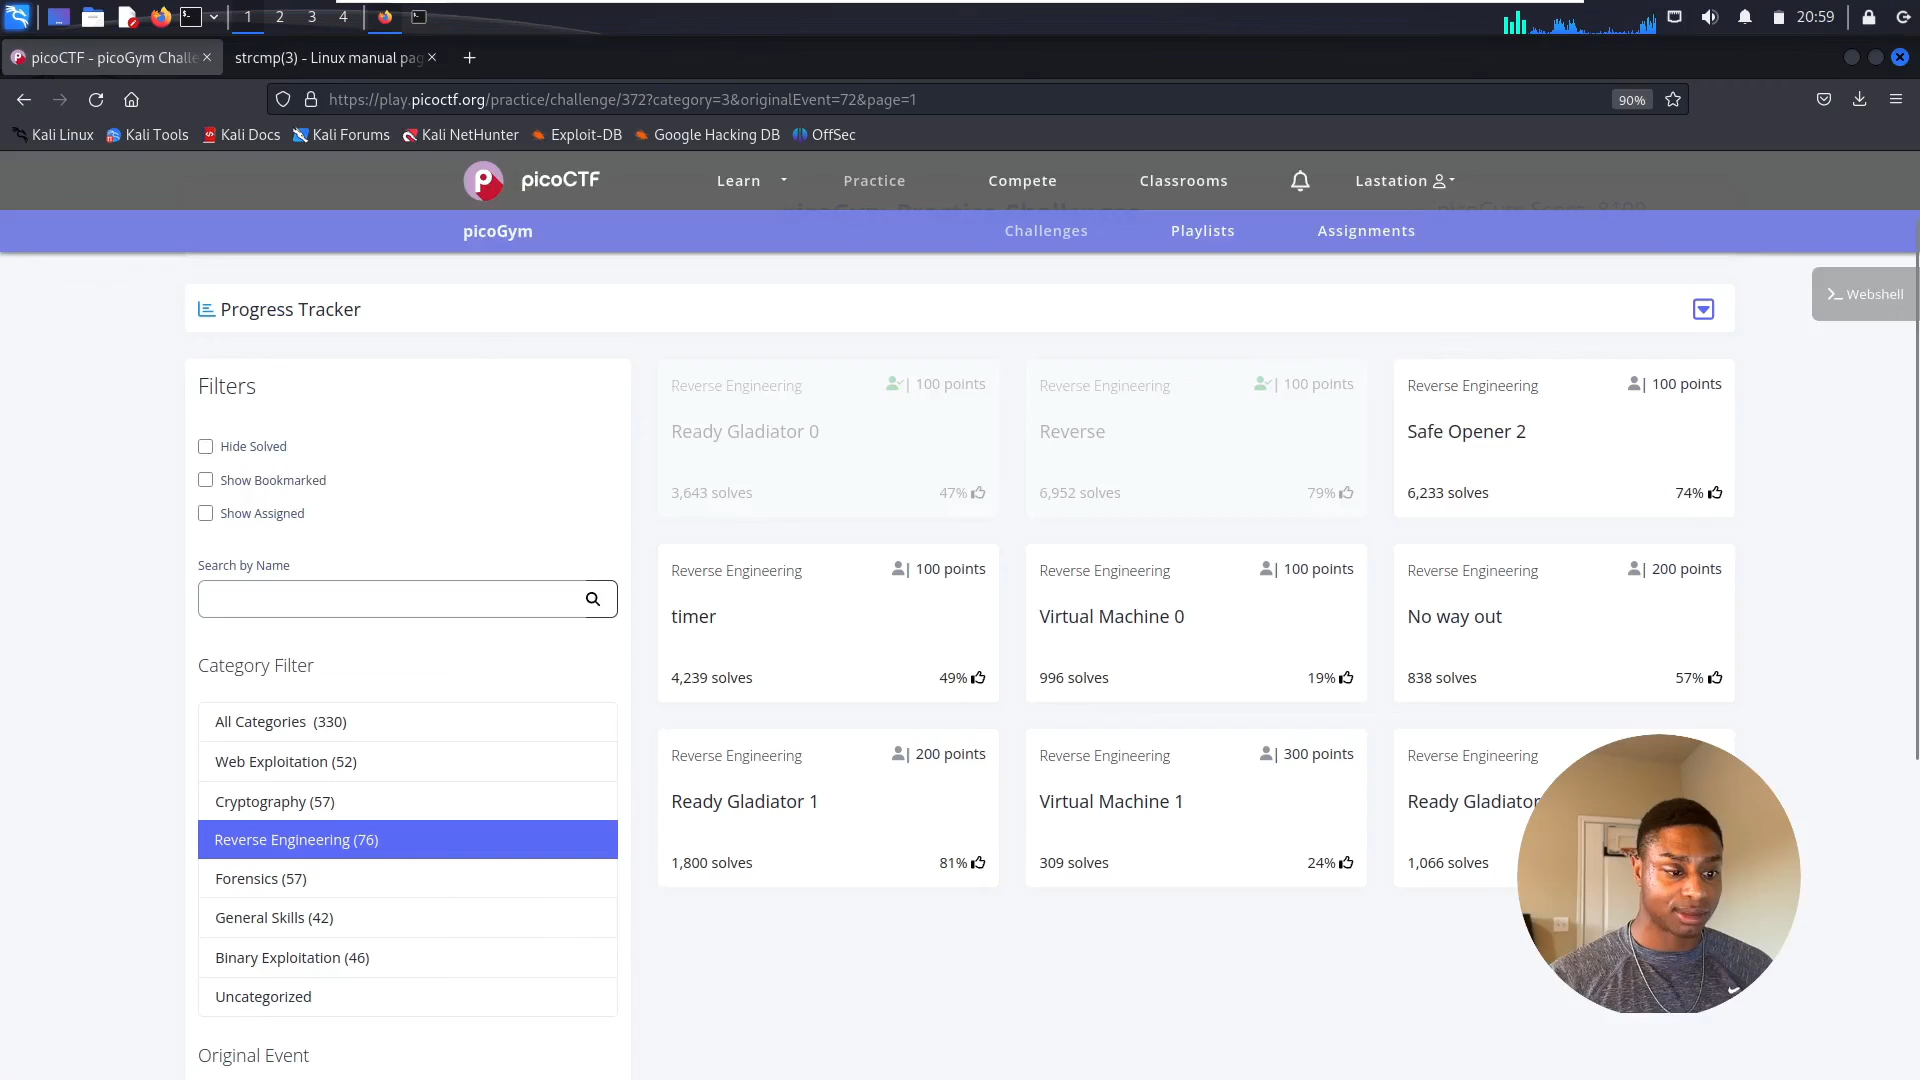 1 2 3 4
20:59
picoCTF - picoGym Challe
strcmp(3) - Linux manual pag
https://play.picoctf.org/practice/challenge/372?category=3&originalEvent=72&page=1
90%
Kali Linux Kali Tools Kali Docs Kali Forums Kali NetHunter Exploit-DB Google Hacking DB OffSec
picoCTF Learn Practice Compete Classrooms Lastation
picoGym Challenges Playlists Assignments
Progress Tracker
Webshell
Filters
Hide Solved
Show Bookmarked
Show Assigned
Search by Name
Category Filter
All Categories (330)
Web Exploitation (52)
Cryptography (57)
Reverse Engineering (76)
Forensics (57)
General Skills (42)
Binary Exploitation (46)
Uncategorized
Original Event
Reverse Engineering | 100 points
Ready Gladiator 0
3,643 solves 47%
Reverse Engineering | 100 points
Reverse
6,952 solves 79%
Reverse Engineering | 100 points
Safe Opener 2
6,233 solves 74%
Reverse Engineering | 100 points
timer
4,239 solves 49%
Reverse Engineering | 100 points
Virtual Machine 0
996 solves 19%
Reverse Engineering | 200 points
No way out
838 solves 57%
Reverse Engineering | 200 points
Ready Gladiator 1
1,800 solves 81%
Reverse Engineering | 300 points
Virtual Machine 1
309 solves 24%
Reverse Engineering
Ready Gladiator
1,066 solves